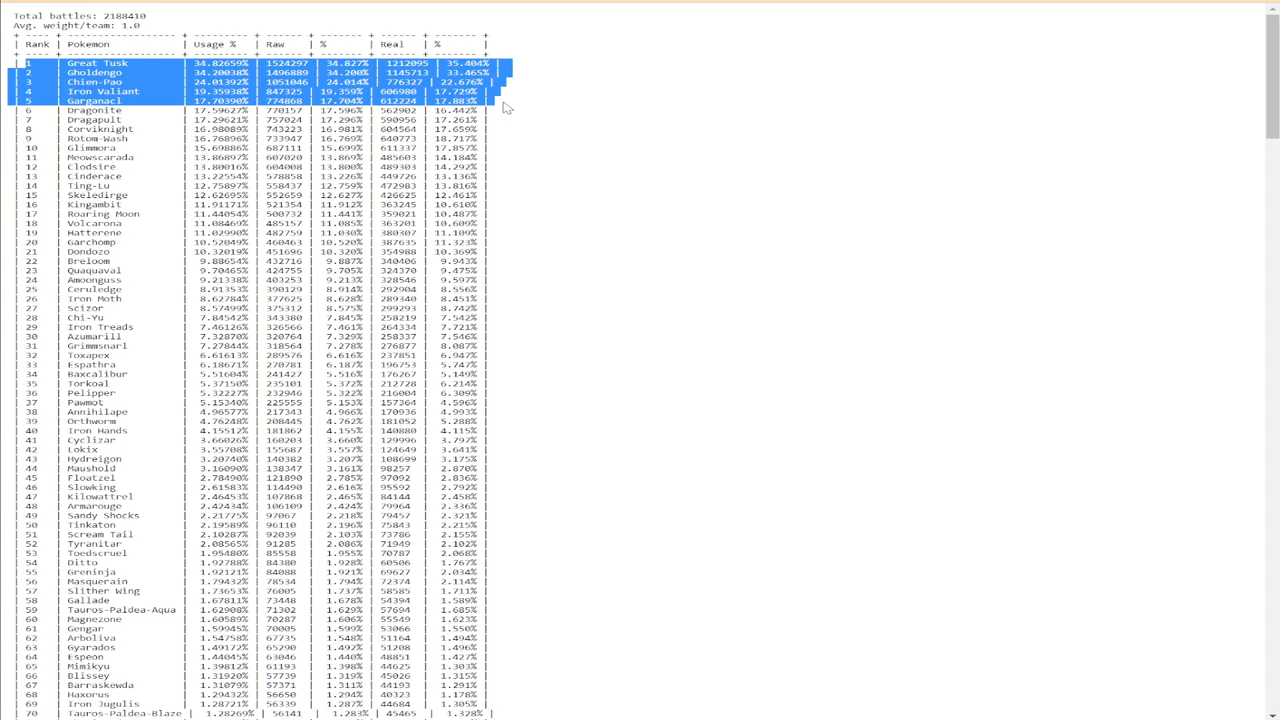 Total battles: 2188410
Avg. weight/team: 1.0
+ ---- + ------------------ + --------- + ------- + ------- + ------- + ------- +
| Rank | Pokemon | Usage % | Raw | % | Real | % |
+ ---- + ------------------ + --------- + ------- + ------- + ------- + ------- +
| 1 | Great Tusk | 34.82659% | 1524297 | 34.827% | 1212095 | 35.404% |
| 2 | Gholdengo | 34.20038% | 1496889 | 34.200% | 1145713 | 33.465% |
| 3 | Chien-Pao | 24.01392% | 1051046 | 24.014% | 776327 | 22.676% |
| 4 | Iron Valiant | 19.35938% | 847325 | 19.359% | 606980 | 17.729% |
| 5 | Garganacl | 17.70390% | 774868 | 17.704% | 612224 | 17.883% |
| 6 | Dragonite | 17.59627% | 770157 | 17.596% | 562902 | 16.442% |
| 7 | Dragapult | 17.29621% | 757024 | 17.296% | 590956 | 17.261% |
| 8 | Corviknight | 16.98089% | 743223 | 16.981% | 604564 | 17.659% |
| 9 | Rotom-Wash | 16.76896% | 733947 | 16.769% | 640773 | 18.717% |
| 10 | Glimmora | 15.69886% | 687111 | 15.699% | 611337 | 17.857% |
| 11 | Meowscarada | 13.86897% | 607020 | 13.869% | 485603 | 14.184% |
| 12 | Clodsire | 13.80016% | 604008 | 13.800% | 489303 | 14.292% |
| 13 | Cinderace | 13.22554% | 578858 | 13.226% | 449726 | 13.136% |
| 14 | Ting-Lu | 12.75897% | 558437 | 12.759% | 472983 | 13.816% |
| 15 | Skeledirge | 12.62695% | 552659 | 12.627% | 426625 | 12.461% |
| 16 | Kingambit | 11.91171% | 521354 | 11.912% | 363245 | 10.610% |
| 17 | Roaring Moon | 11.44054% | 500732 | 11.441% | 359021 | 10.487% |
| 18 | Volcarona | 11.08469% | 485157 | 11.085% | 363201 | 10.609% |
| 19 | Hatterene | 11.02990% | 482759 | 11.030% | 380307 | 11.109% |
| 20 | Garchomp | 10.52049% | 460463 | 10.520% | 387635 | 11.323% |
| 21 | Dondozo | 10.32019% | 451696 | 10.320% | 354988 | 10.369% |
| 22 | Breloom | 9.88654% | 432716 | 9.887% | 340406 | 9.943% |
| 23 | Quaquaval | 9.70465% | 424755 | 9.705% | 324370 | 9.475% |
| 24 | Amoonguss | 9.21338% | 403253 | 9.213% | 328546 | 9.597% |
| 25 | Ceruledge | 8.91353% | 390129 | 8.914% | 292904 | 8.556% |
| 26 | Iron Moth | 8.62784% | 377625 | 8.628% | 289340 | 8.451% |
| 27 | Scizor | 8.57499% | 375312 | 8.575% | 299293 | 8.742% |
| 28 | Chi-Yu | 7.84542% | 343380 | 7.845% | 258219 | 7.542% |
| 29 | Iron Treads | 7.46126% | 326566 | 7.461% | 264334 | 7.721% |
| 30 | Azumarill | 7.32870% | 320764 | 7.329% | 258337 | 7.546% |
| 31 | Grimmsnarl | 7.27844% | 318564 | 7.278% | 276877 | 8.087% |
| 32 | Toxapex | 6.61613% | 289576 | 6.616% | 237851 | 6.947% |
| 33 | Espathra | 6.18671% | 270781 | 6.187% | 196753 | 5.747% |
| 34 | Baxcalibur | 5.51604% | 241427 | 5.516% | 176267 | 5.149% |
| 35 | Torkoal | 5.37150% | 235101 | 5.372% | 212728 | 6.214% |
| 36 | Pelipper | 5.32227% | 232946 | 5.322% | 216004 | 6.309% |
| 37 | Pawmot | 5.15340% | 225555 | 5.153% | 157364 | 4.596% |
| 38 | Annihilape | 4.96577% | 217343 | 4.966% | 170936 | 4.993% |
| 39 | Orthworm | 4.76248% | 208445 | 4.762% | 181052 | 5.288% |
| 40 | Iron Hands | 4.15512% | 181862 | 4.155% | 140880 | 4.115% |
| 41 | Cyclizar | 3.66026% | 160203 | 3.660% | 129996 | 3.797% |
| 42 | Lokix | 3.55708% | 155687 | 3.557% | 124649 | 3.641% |
| 43 | Hydreigon | 3.20740% | 140382 | 3.207% | 108699 | 3.175% |
| 44 | Maushold | 3.16090% | 138347 | 3.161% | 98257 | 2.870% |
| 45 | Floatzel | 2.78490% | 121890 | 2.785% | 97092 | 2.836% |
| 46 | Slowking | 2.61583% | 114490 | 2.616% | 95592 | 2.792% |
| 47 | Kilowattrel | 2.46453% | 107868 | 2.465% | 84144 | 2.458% |
| 48 | Armarouge | 2.42434% | 106109 | 2.424% | 79964 | 2.336% |
| 49 | Sandy Shocks | 2.21775% | 97067 | 2.218% | 79457 | 2.321% |
| 50 | Tinkaton | 2.19589% | 96110 | 2.196% | 75843 | 2.215% |
| 51 | Scream Tail | 2.10287% | 92039 | 2.103% | 73786 | 2.155% |
| 52 | Tyranitar | 2.08565% | 91285 | 2.086% | 71949 | 2.102% |
| 53 | Toedscruel | 1.95480% | 85558 | 1.955% | 70787 | 2.068% |
| 54 | Ditto | 1.92788% | 84380 | 1.928% | 60506 | 1.767% |
| 55 | Greninja | 1.92121% | 84088 | 1.921% | 69627 | 2.034% |
| 56 | Masquerain | 1.79432% | 78534 | 1.794% | 72374 | 2.114% |
| 57 | Slither Wing | 1.73653% | 76005 | 1.737% | 58585 | 1.711% |
| 58 | Gallade | 1.67811% | 73448 | 1.678% | 54394 | 1.589% |
| 59 | Tauros-Paldea-Aqua | 1.62908% | 71302 | 1.629% | 57694 | 1.685% |
| 60 | Magnezone | 1.60589% | 70287 | 1.606% | 55549 | 1.623% |
| 61 | Gengar | 1.59945% | 70005 | 1.599% | 53066 | 1.550% |
| 62 | Arboliva | 1.54758% | 67735 | 1.548% | 51164 | 1.494% |
| 63 | Gyarados | 1.49172% | 65290 | 1.492% | 51208 | 1.496% |
| 64 | Espeon | 1.44045% | 63046 | 1.440% | 48851 | 1.427% |
| 65 | Mimikyu | 1.39812% | 61193 | 1.398% | 44625 | 1.303% |
| 66 | Blissey | 1.31920% | 57739 | 1.319% | 45026 | 1.315% |
| 67 | Barraskewda | 1.31071% | 57371 | 1.311% | 44193 | 1.291% |
| 68 | Haxorus | 1.29432% | 56650 | 1.294% | 40323 | 1.178% |
| 69 | Iron Jugulis | 1.28721% | 56339 | 1.287% | 44684 | 1.305% |
| 70 | Tauros-Paldea-Blaze | 1.28269% | 56141 | 1.283% | 45465 | 1.328% |